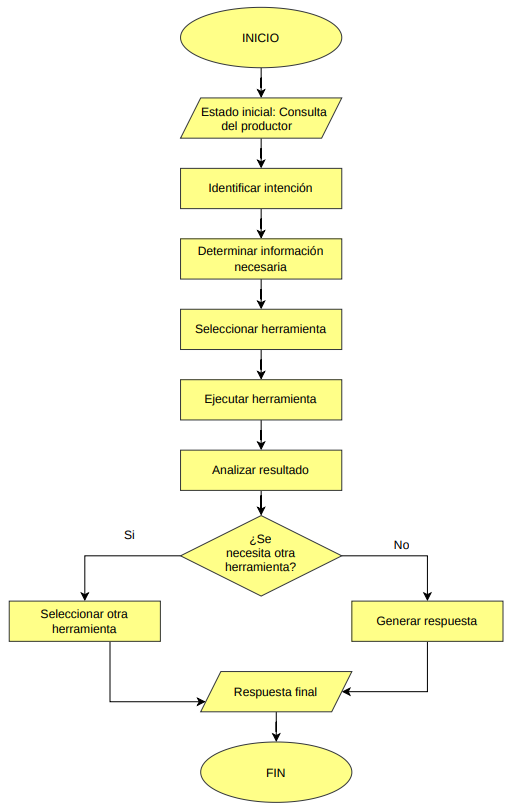 INICIO
Estado inicial: Consulta
del productor
Identificar intención
Determinar información
necesaria
Seleccionar herramienta
Ejecutar herramienta
Analizar resultado
¿Se
necesita otra
herramienta?
Si
No
Seleccionar otra
herramienta
Generar respuesta
Respuesta final
FIN